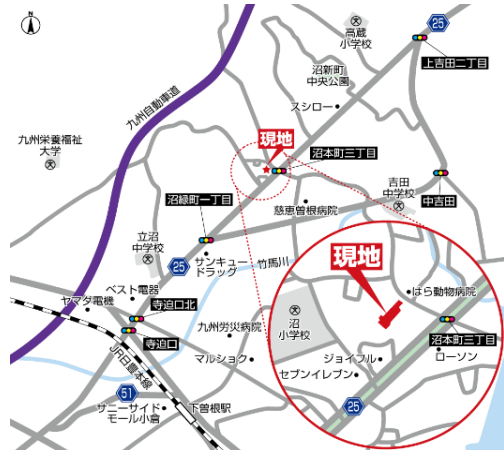 25
高蔵
小学校
上吉田二丁目
沼新町
中央公園
スシロー
九州自動車道
九州栄養福祉
大学
現地
沼本町三丁目
吉田
中学校
中吉田
慈恵曽根病院
沼緑町一丁目
立沼
中学校
25
サンキュー
ドラッグ
竹馬川
現地
はら動物病院
ベスト電器
ヤマダ電機
寺迫口北
寺迫口
九州労災病院
マルショク
沼
小学校
沼本町三丁目
ローソン
ジョイフル
セブンイレブン
JR日豊本線
51
下曽根駅
25
サニーサイド
モール小倉